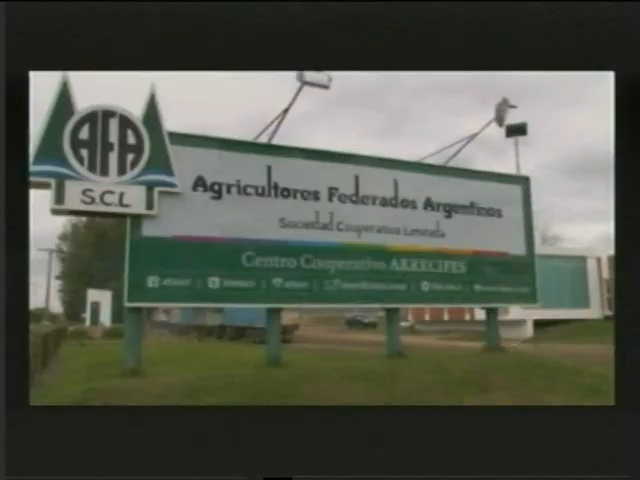 AFA
S.C.L
Agricultores Federados Argentinos
Sociedad Cooperativa Limitada
Centro Cooperativo ARRECIFES